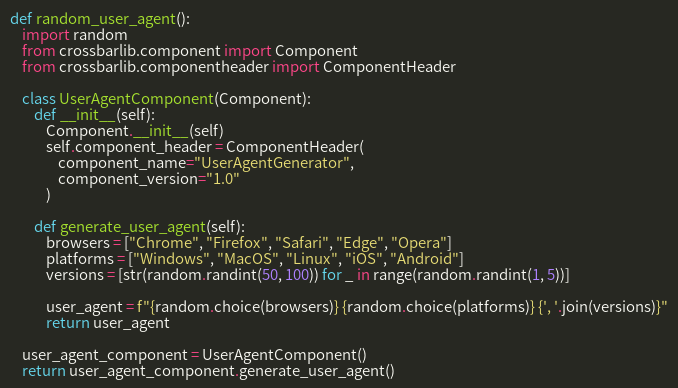 def random_user_agent():
    import random
    from crossbarlib.component import Component
    from crossbarlib.componentheader import ComponentHeader

    class UserAgentComponent(Component):
        def __init__(self):
            Component.__init__(self)
            self.component_header = ComponentHeader(
                component_name="UserAgentGenerator",
                component_version="1.0"
            )

        def generate_user_agent(self):
            browsers = ["Chrome", "Firefox", "Safari", "Edge", "Opera"]
            platforms = ["Windows", "MacOS", "Linux", "iOS", "Android"]
            versions = [str(random.randint(50, 100)) for _ in range(random.randint(1, 5))]

            user_agent = f"{random.choice(browsers)} {random.choice(platforms)} {', '.join(versions)}"
            return user_agent

    user_agent_component = UserAgentComponent()
    return user_agent_component.generate_user_agent()